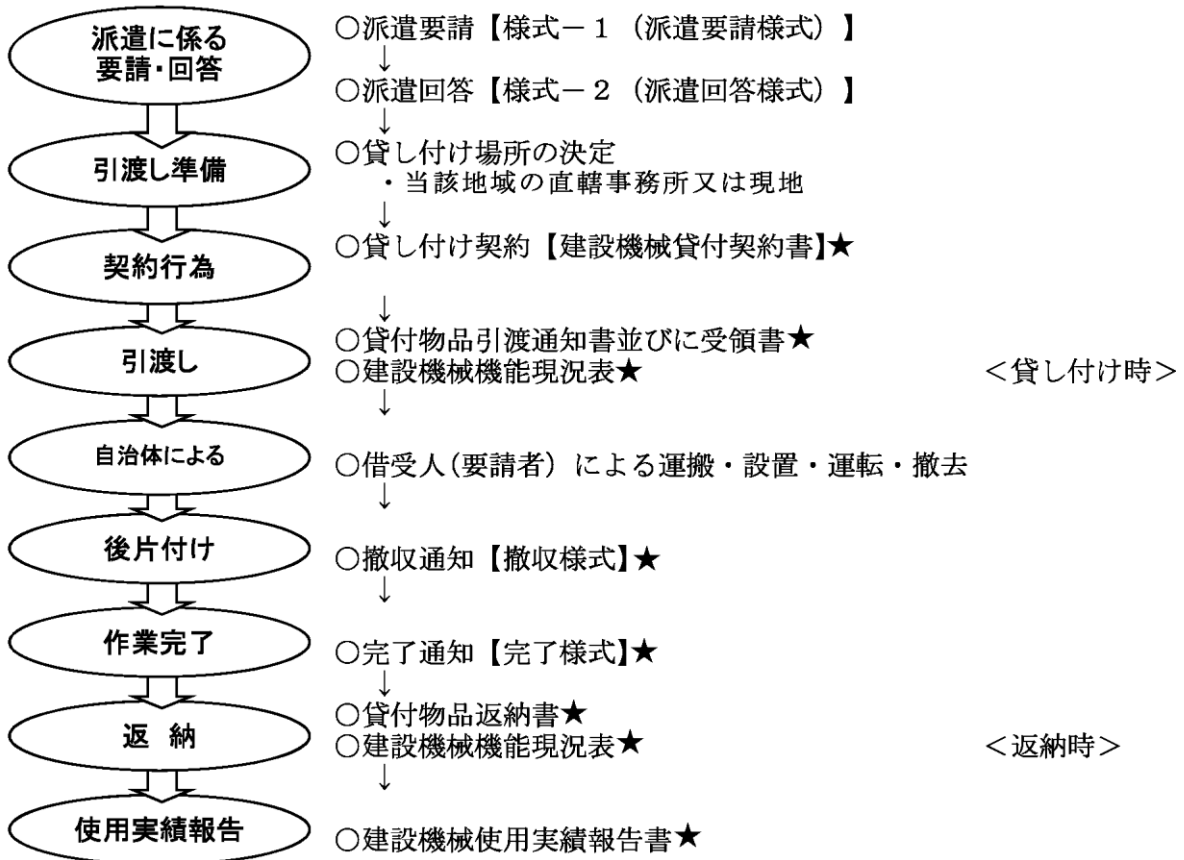 派遣に係る
要請・回答
○派遣要請【様式－１（派遣要請様式）】
↓
○派遣回答【様式－２（派遣回答様式）】
↓
引渡し準備
○貸し付け場所の決定
・当該地域の直轄事務所又は現地
↓
契約行為
○貸し付け契約【建設機械貸付契約書】★
↓
引渡し
○貸付物品引渡通知書並びに受領書★
○建設機械機能現況表★ ＜貸し付け時＞
↓
自治体による
○借受人(要請者）による運搬・設置・運転・撤去
↓
後片付け
○撤収通知【撤収様式】★
↓
作業完了
○完了通知【完了様式】★
↓
返 納
○貸付物品返納書★
○建設機械機能現況表★ ＜返納時＞
↓
使用実績報告
○建設機械使用実績報告書★